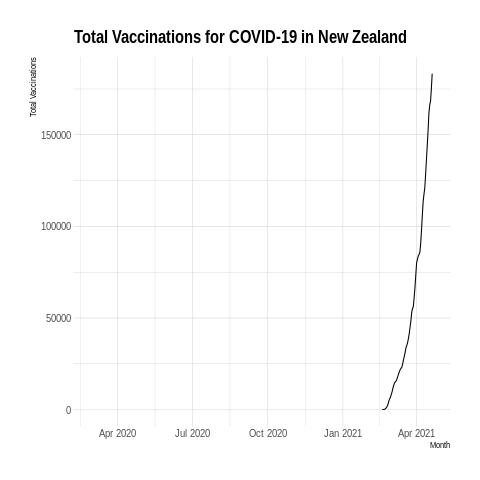 Total Vaccinations for COVID-19 in New Zealand
Total Vaccinations
150000
100000
50000
0
Apr 2020 Jul 2020 Oct 2020 Jan 2021 Apr 2021
Month